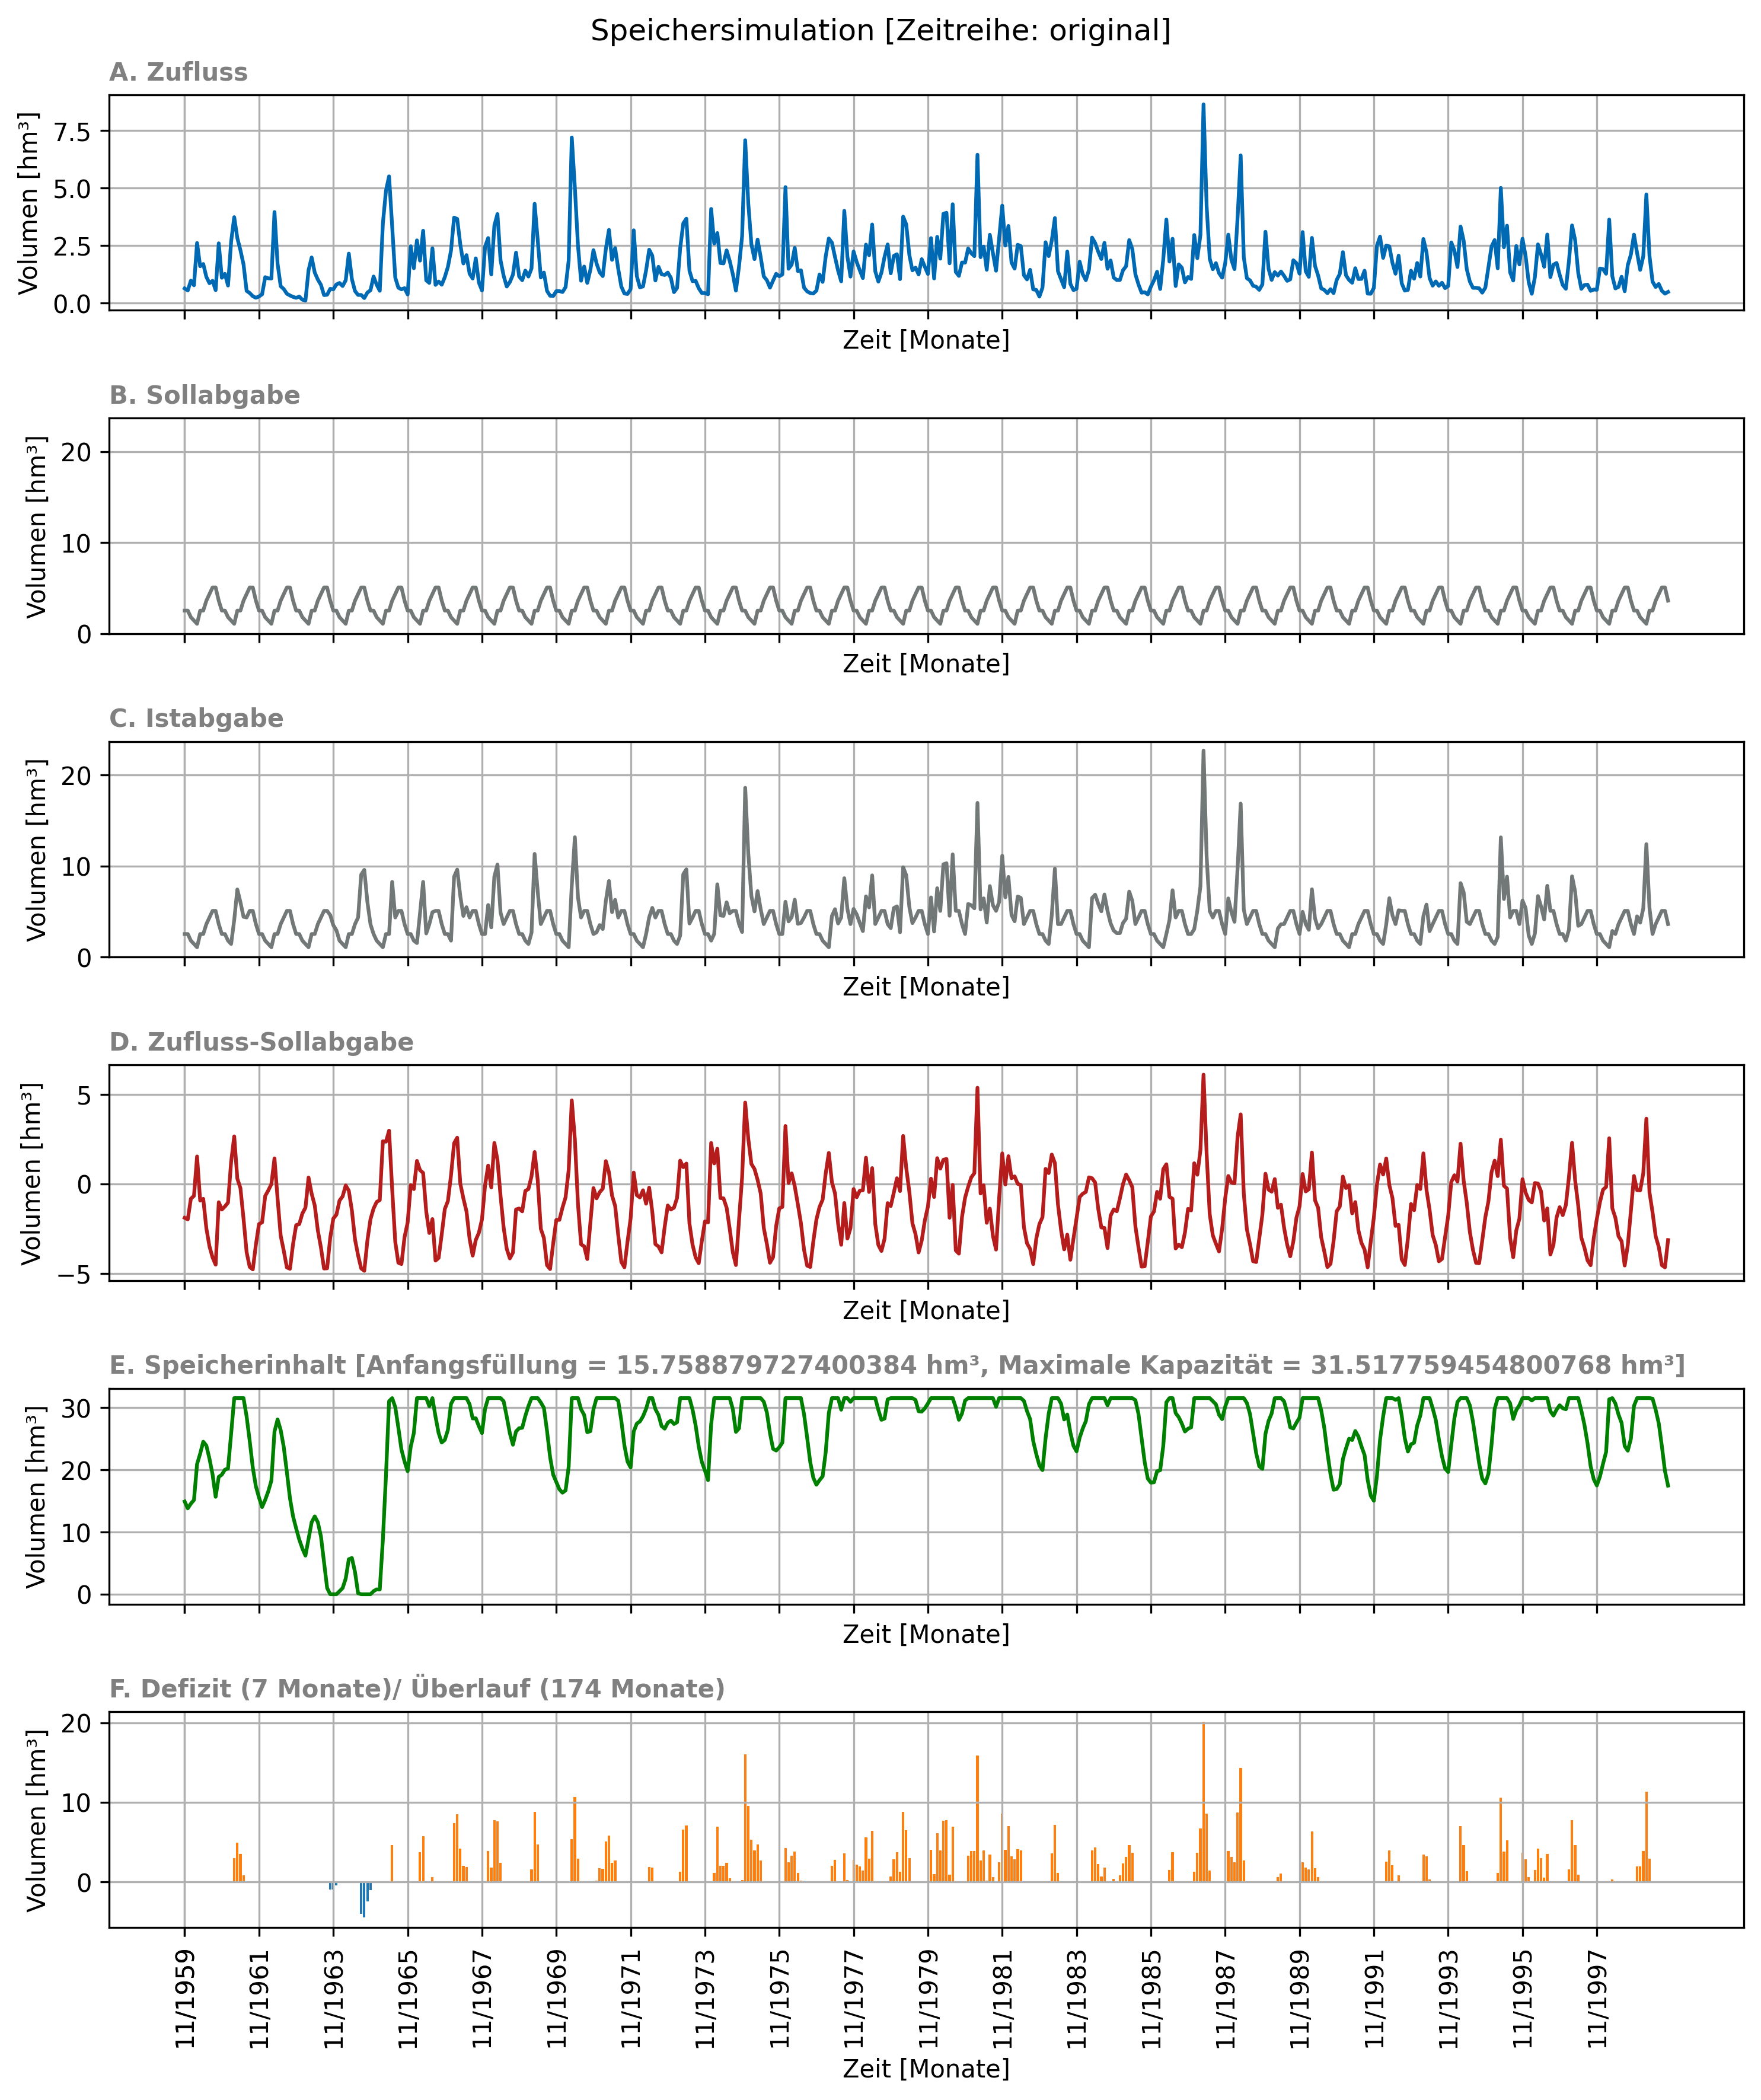 Speichersimulation [Zeitreihe: original]
A. Zufluss
Volumen [hm³]
7.5
5.0
2.5
0.0
Zeit [Monate]
B. Sollabgabe
Volumen [hm³]
20
10
0
Zeit [Monate]
C. Istabgabe
Volumen [hm³]
20
10
0
Zeit [Monate]
D. Zufluss-Sollabgabe
Volumen [hm³]
5
0
−5
Zeit [Monate]
E. Speicherinhalt [Anfangsfüllung = 15.758879727400384 hm³, Maximale Kapazität = 31.517759454800768 hm³]
Volumen [hm³]
30
20
10
0
Zeit [Monate]
F. Defizit (7 Monate)/ Überlauf (174 Monate)
Volumen [hm³]
20
10
0
11/1959
11/1961
11/1963
11/1965
11/1967
11/1969
11/1971
11/1973
11/1975
11/1977
11/1979
11/1981
11/1983
11/1985
11/1987
11/1989
11/1991
11/1993
11/1995
11/1997
Zeit [Monate]